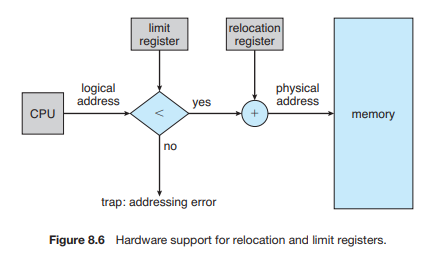 limit
register
relocation
register
logical
address
physical
address
CPU
<
yes
+
memory
no
trap: addressing error
Figure 8.6 Hardware support for relocation and limit registers.